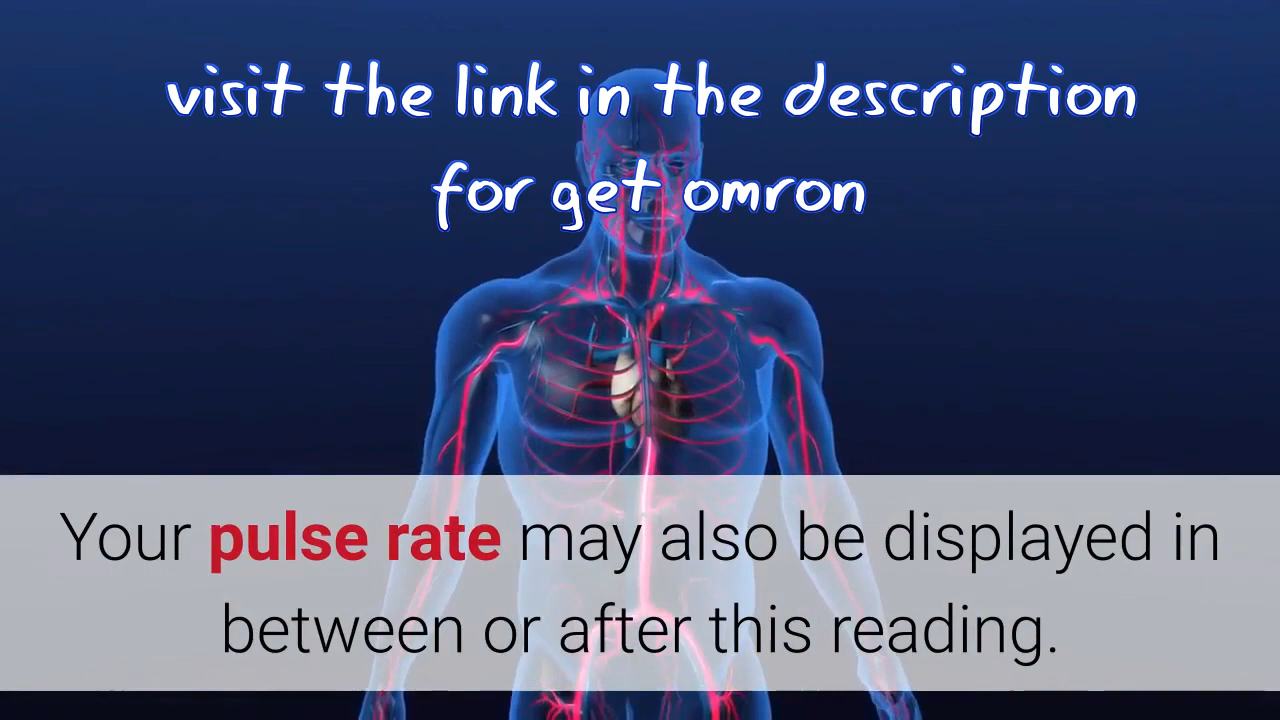 visit the link in the description
for get omron
Your pulse rate may also be displayed in
between or after this reading.